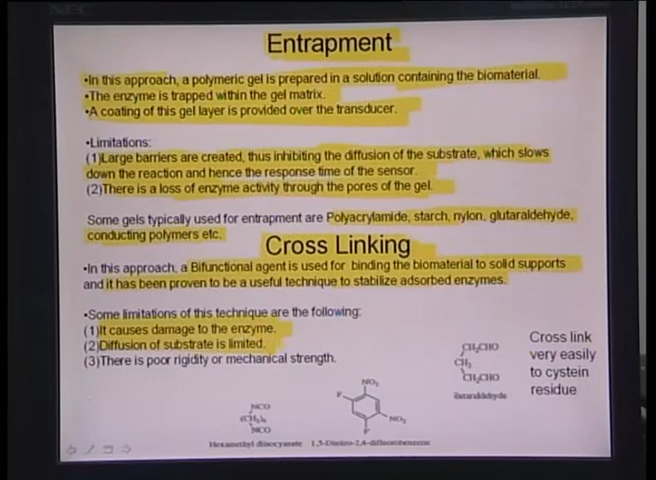 NEC
Entrapment
•In this approach, a polymeric gel is prepared in a solution containing the biomaterial.
•The enzyme is trapped within the gel matrix.
•A coating of this gel layer is provided over the transducer.
•Limitations:
(1)Large barriers are created, thus inhibiting the diffusion of the substrate, which slows
down the reaction and hence the response time of the sensor.
(2)There is a loss of enzyme activity through the pores of the gel.
Some gels typically used for entrapment are Polyacrylamide, starch, nylon, glutaraldehyde,
conducting polymers etc.
Cross Linking
•In this approach, a Bifunctional agent is used for binding the biomaterial to solid supports
and it has been proven to be a useful technique to stabilize adsorbed enzymes.
•Some limitations of this technique are the following:
(1)It causes damage to the enzyme.
(2)Diffusion of substrate is limited.
(3)There is poor rigidity or mechanical strength.
Cross link
very easily
to cystein
residue
CH₂CHO
CH₂
CH₂CHO
NCO
(CH₂)₆
NCO
NO₂
F
NO₂
F
Hexamethyl diisocyanate 1,5-Dinitro-2,4-difluorobenzene